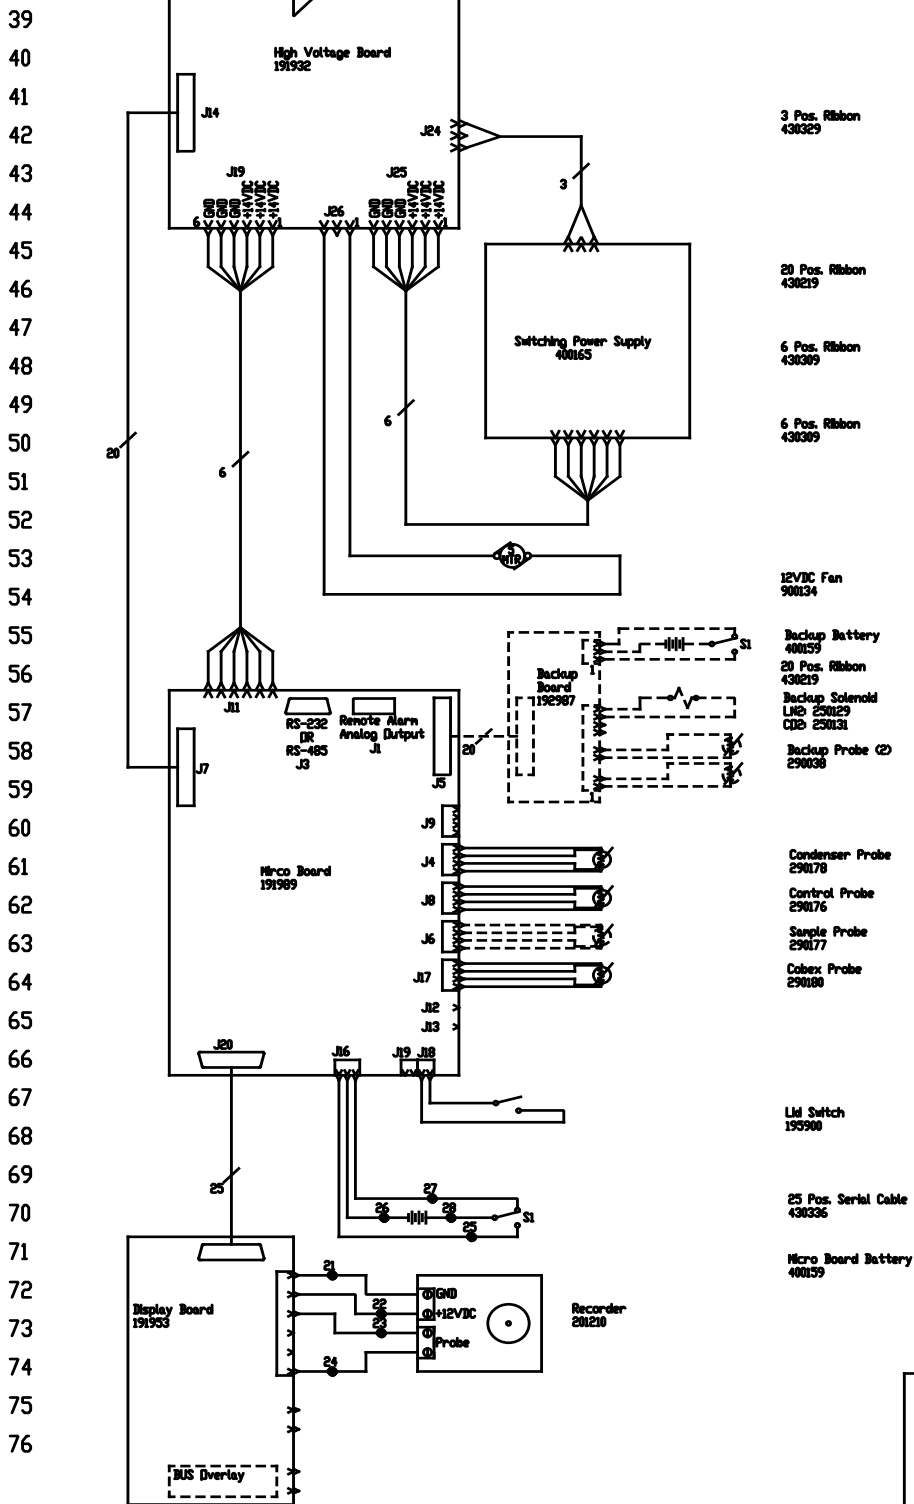 39
40
41
42
43
44
45
46
47
48
49
50
51
52
53
54
55
56
57
58
59
60
61
62
63
64
65
66
67
68
69
70
71
72
73
74
75
76
High Voltage Board
191932
J14
J24
3
J19
J25
J26
6
GND
GND
GND
+14VDC
+14VDC
+14VDC
1
1
GND
GND
GND
+14VDC
+14VDC
+14VDC
1
Switching Power Supply
400165
20
6
6
5
MTR
S1
Backup
Board
192987
1
1
J11
RS-232
OR
RS-485
J3
Remote Alarm
Analog Output
J1
J5
20
J7
J9
J4
J8
J6
J17
J12
J13
Mirco Board
191989
J20
J16
J19
J18
25
27
26
28
25
S1
Display Board
191953
21
22
23
24
GND
+12VDC
Probe
Recorder
201210
BUS Overlay
3 Pos. Ribbon
430329
20 Pos. Ribbon
430219
6 Pos. Ribbon
430309
6 Pos. Ribbon
430309
12VDC Fan
900134
Backup Battery
400159
20 Pos. Ribbon
430219
Backup Solenoid
LN2: 250129
CO2: 250131
Backup Probe (2)
290038
Condenser Probe
290178
Control Probe
290176
Sample Probe
290177
Cobex Probe
290180
Lid Switch
195900
25 Pos. Serial Cable
430336
Micro Board Battery
400159